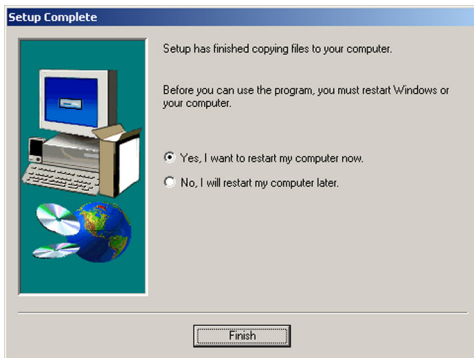 Setup Complete
Setup has finished copying files to your computer.
Before you can use the program, you must restart Windows or
your computer.
Yes, I want to restart my computer now.
No, I will restart my computer later.
Finish